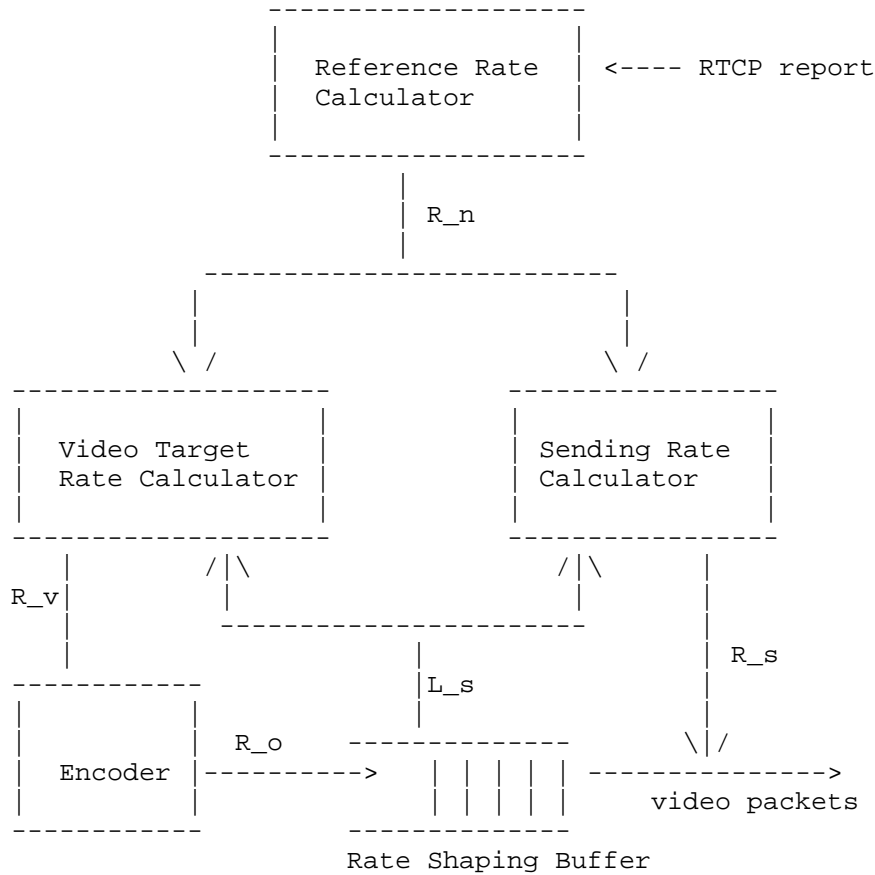 Reference Rate
Calculator
<---- RTCP report
R_n
Video Target
Rate Calculator
Sending Rate
Calculator
R_v
R_s
L_s
R_o
Encoder
video packets
Rate Shaping Buffer